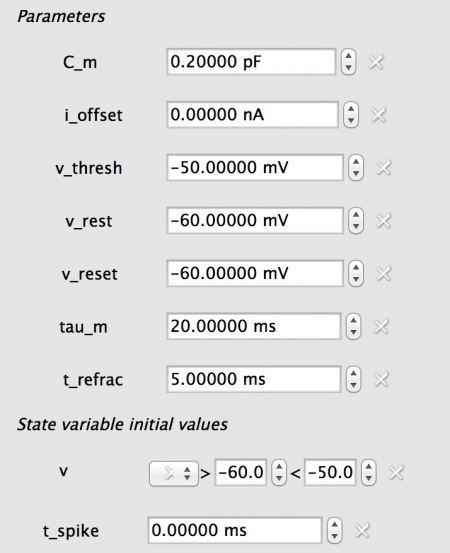 Parameters
C_m 0.20000 pF
i_offset 0.00000 nA
v_thresh -50.00000 mV
v_rest -60.00000 mV
v_reset -60.00000 mV
tau_m 20.00000 ms
t_refrac 5.00000 ms
State variable initial values
v > -60.0 < -50.0
t_spike 0.00000 ms